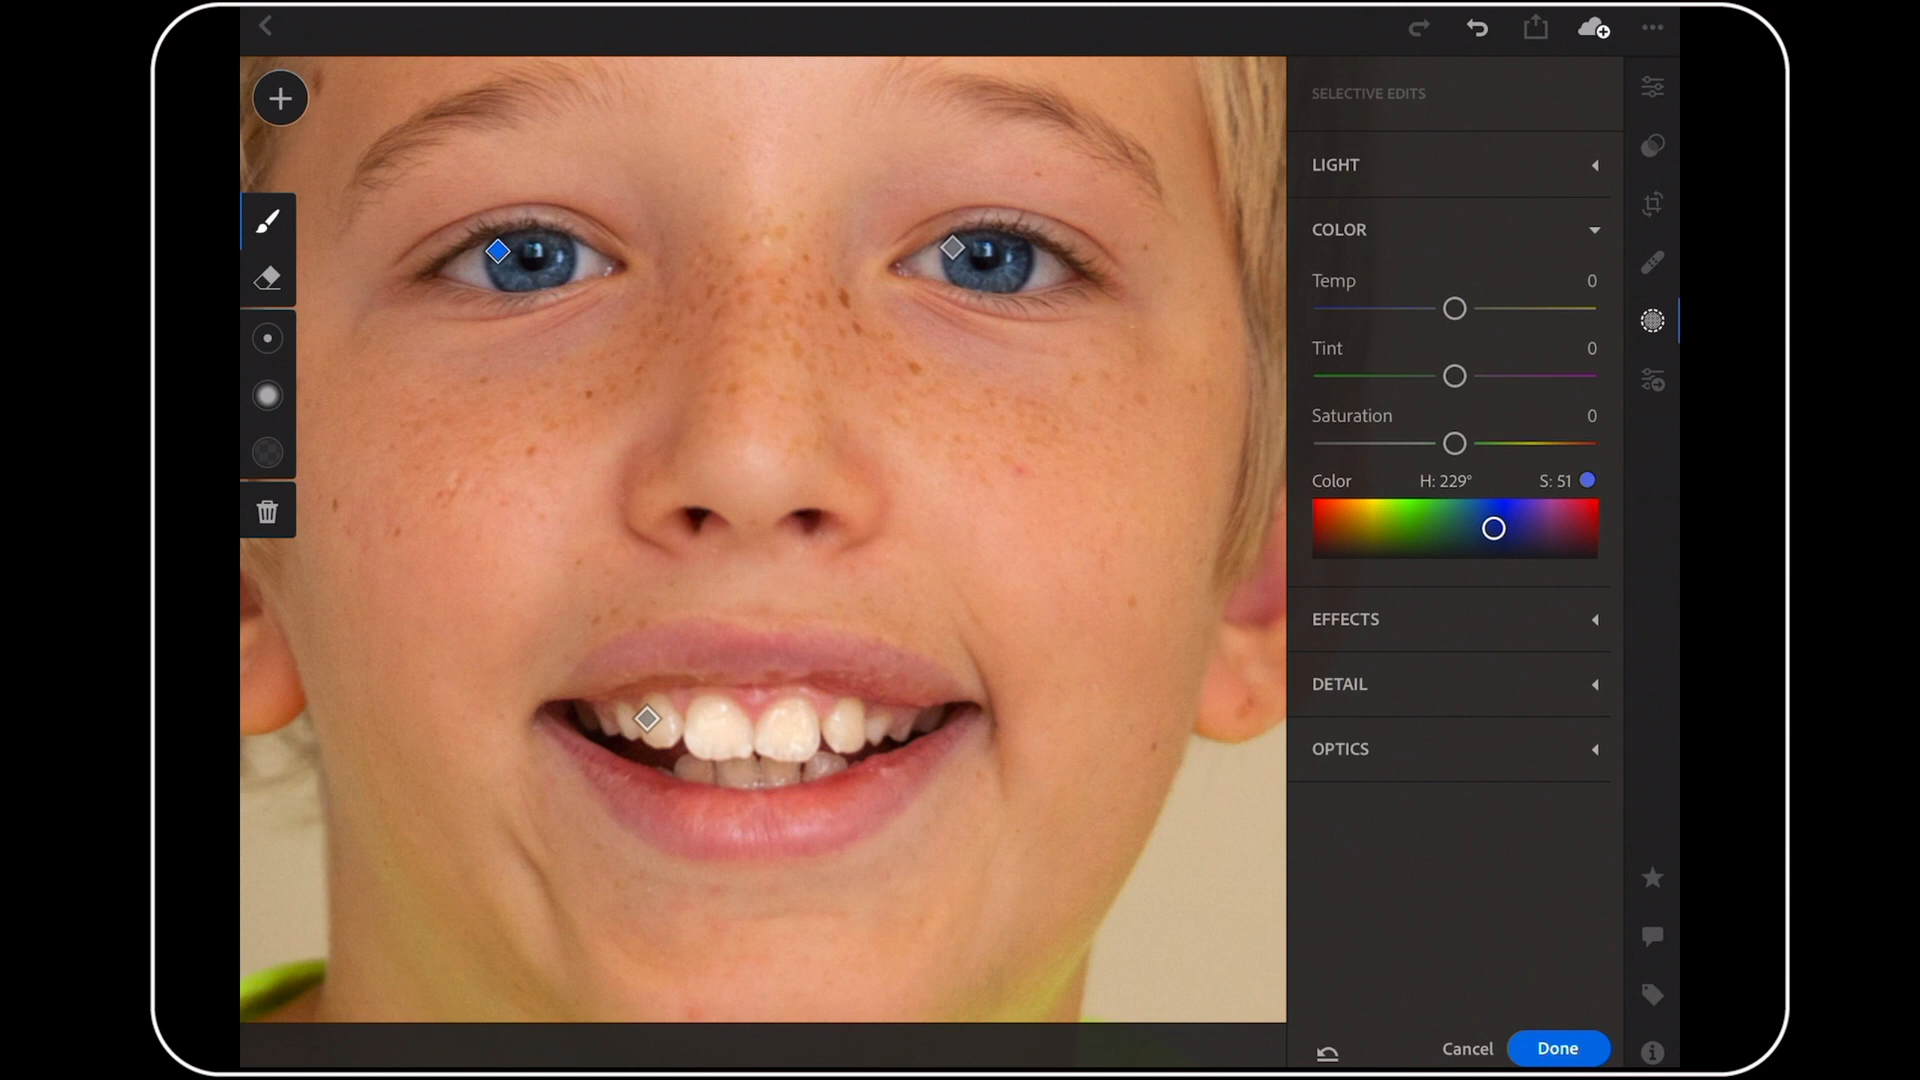 SELECTIVE EDITS
LIGHT
COLOR
Temp 0
Tint 0
Saturation 0
Color H: 229° S: 51
EFFECTS
DETAIL
OPTICS
Cancel Done